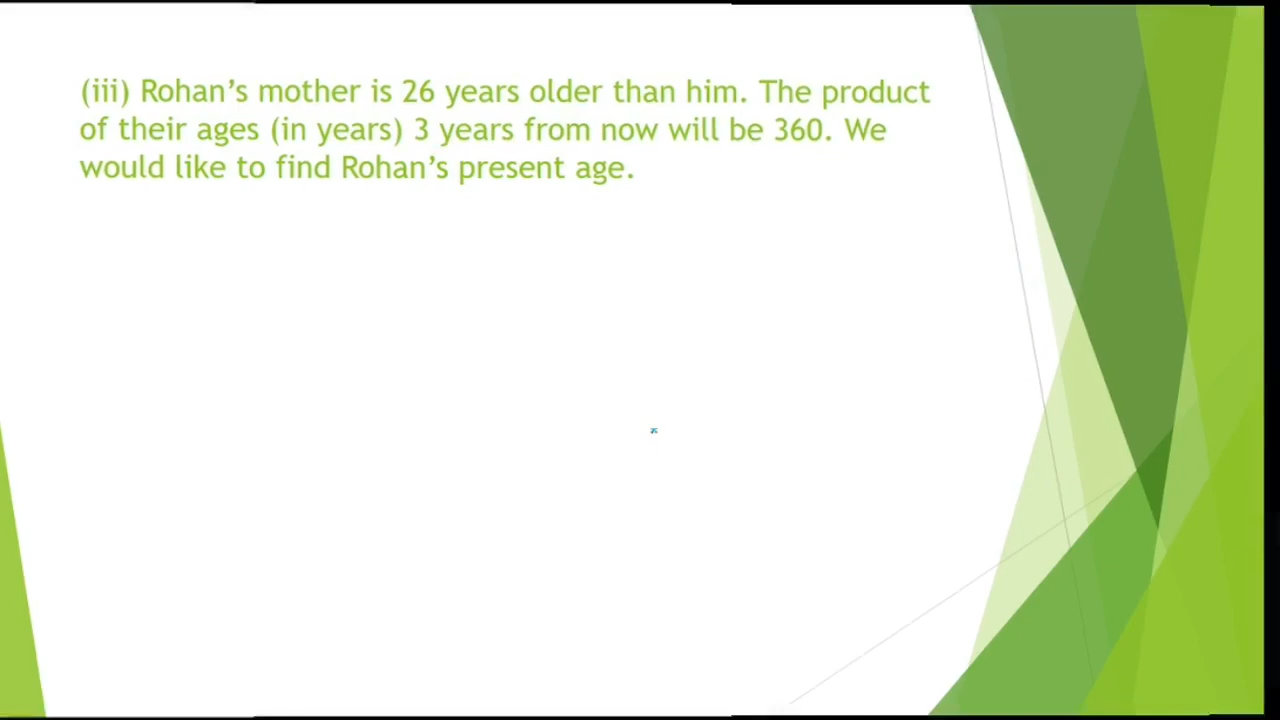 (iii) Rohan’s mother is 26 years older than him. The product
of their ages (in years) 3 years from now will be 360. We
would like to find Rohan’s present age.